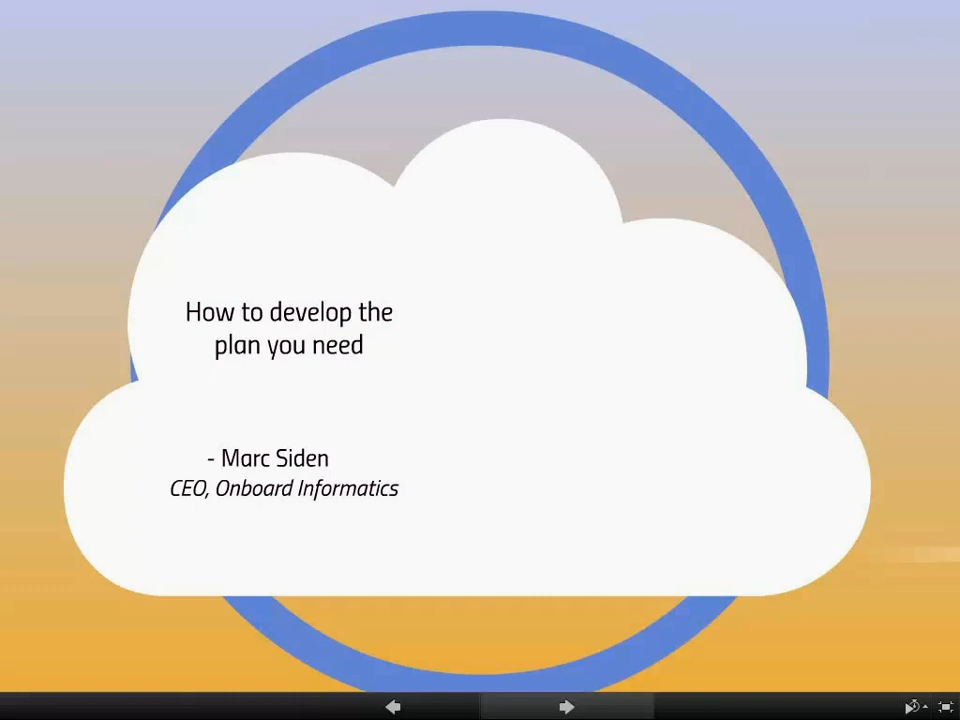 How to develop the
plan you need
- Marc Siden
CEO, Onboard Informatics